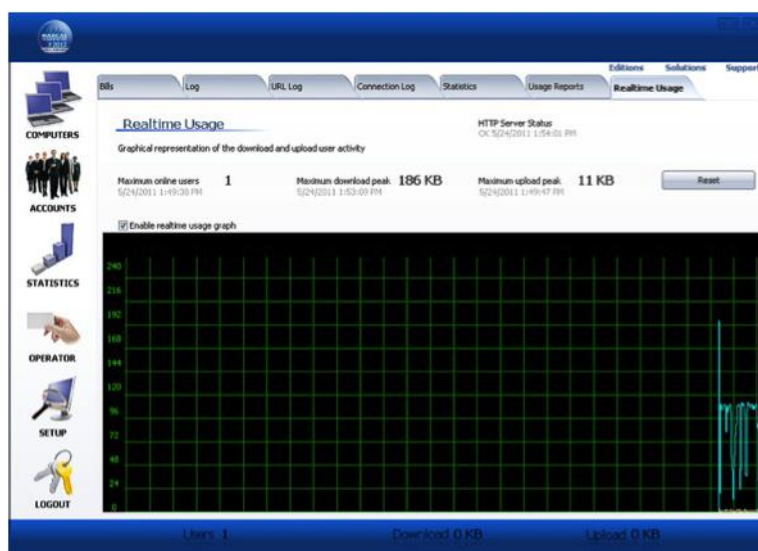 Editions Solutions Support
Bills Log URL Log Connection Log Statistics Usage Reports Realtime Usage
Realtime Usage
HTTP Server Status
OK 5/24/2011 1:54:01 PM
Graphical representation of the download and upload user activity
Maximum online users 1 Maximum download peak 186 KB Maximum upload peak 11 KB Reset
5/24/2011 1:49:38 PM 5/24/2011 1:53:09 PM 5/24/2011 1:49:47 PM
Enable realtime usage graph
COMPUTERS
ACCOUNTS
STATISTICS
OPERATOR
SETUP
LOGOUT
240
216
192
168
144
120
96
72
48
24
0
Users 1 Download 0 KB Upload 0 KB